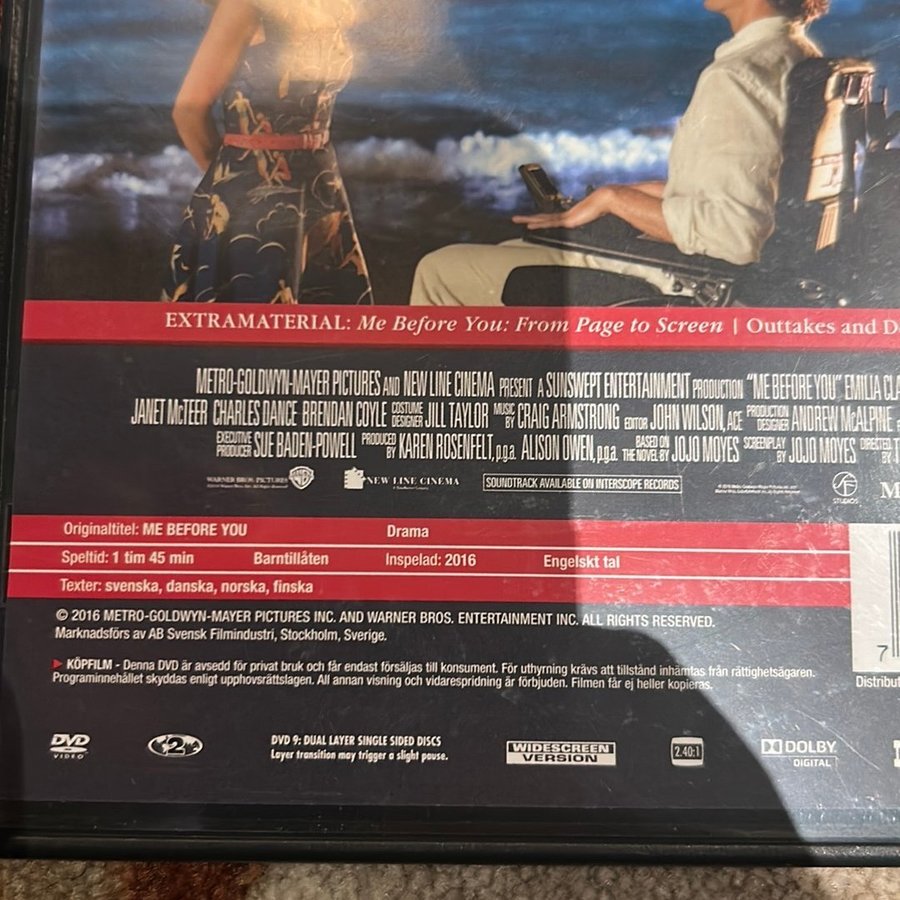 EXTRAMATERIAL: Me Before You: From Page to Screen | Outtakes and D
METRO-GOLDWYN-MAYER PICTURES AND NEW LINE CINEMA PRESENT A SUNSWEPT ENTERTAINMENT PRODUCTION "ME BEFORE YOU" EMILIA CLA
JANET McTEER CHARLES DANCE BRENDAN COYLE COSTUME DESIGNER JILL TAYLOR MUSIC BY CRAIG ARMSTRONG EDITOR JOHN WILSON, ACE PRODUCTION DESIGNER ANDREW McALPINE
EXECUTIVE PRODUCER SUE BADEN-POWELL PRODUCED BY KAREN ROSENFELT, p.g.a. ALISON OWEN, p.g.a. BASED ON THE NOVEL BY JOJO MOYES SCREENPLAY BY JOJO MOYES DIRECTED BY T
WARNER BROS. PICTURES WB NEW LINE CINEMA SOUNDTRACK AVAILABLE ON INTERSCOPE RECORDS SF STUDIOS M
Originaltitel: ME BEFORE YOU Drama
Speltid: 1 tim 45 min Barntillåten Inspelad: 2016 Engelskt tal
Texter: svenska, danska, norska, finska
© 2016 METRO-GOLDWYN-MAYER PICTURES INC. AND WARNER BROS. ENTERTAINMENT INC. ALL RIGHTS RESERVED.
Marknadsförs av AB Svensk Filmindustri, Stockholm, Sverige.
KÖPFILM - Denna DVD är avsedd för privat bruk och får endast försäljas till konsument. För uthyrning krävs att tillstånd inhämtas från rättighetsägaren.
Programinnehållet skyddas enligt upphovsrättslagen. All annan visning och vidarespridning är förbjuden. Filmen får ej heller kopieras.
7
Distribut
DVD VIDEO 2 DVD 9: DUAL LAYER SINGLE SIDED DISCS WIDESCREEN VERSION 2.40:1 DOLBY DIGITAL
Layer transition may trigger a slight pause.